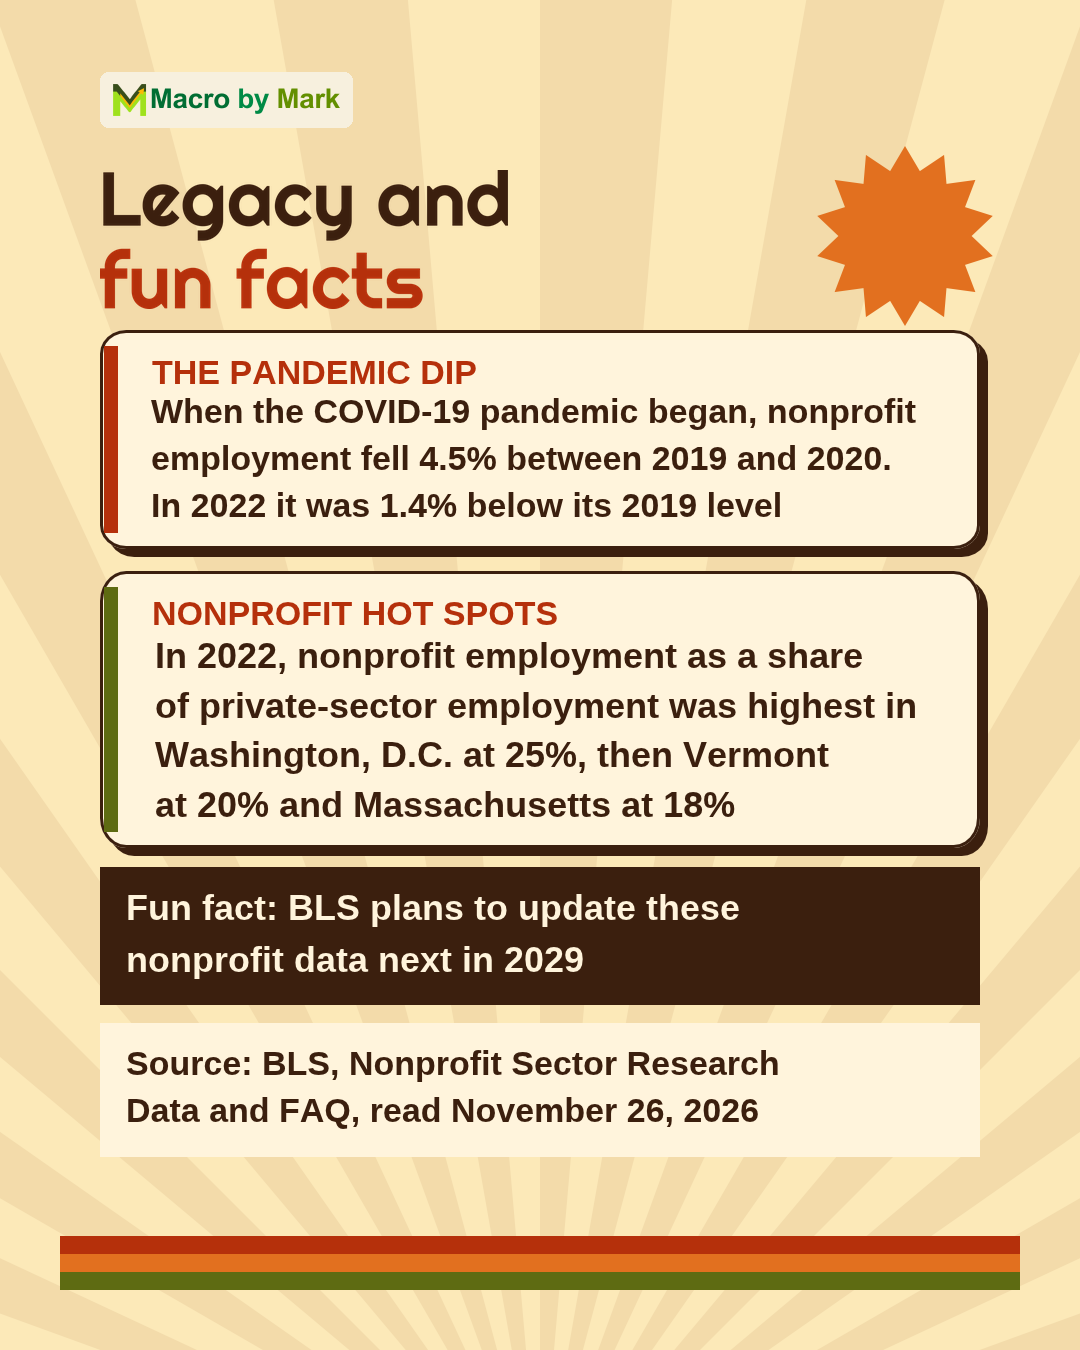 Macro by Mark
Legacy and
fun facts
THE PANDEMIC DIP
When the COVID-19 pandemic began, nonprofit
employment fell 4.5% between 2019 and 2020.
In 2022 it was 1.4% below its 2019 level
NONPROFIT HOT SPOTS
In 2022, nonprofit employment as a share
of private-sector employment was highest in
Washington, D.C. at 25%, then Vermont
at 20% and Massachusetts at 18%
Fun fact: BLS plans to update these
nonprofit data next in 2029
Source: BLS, Nonprofit Sector Research
Data and FAQ, read November 26, 2026